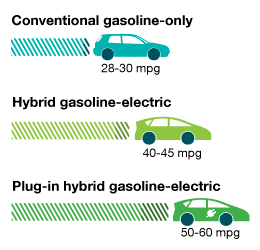 Conventional gasoline-only
28-30 mpg
Hybrid gasoline-electric
40-45 mpg
Plug-in hybrid gasoline-electric
50-60 mpg